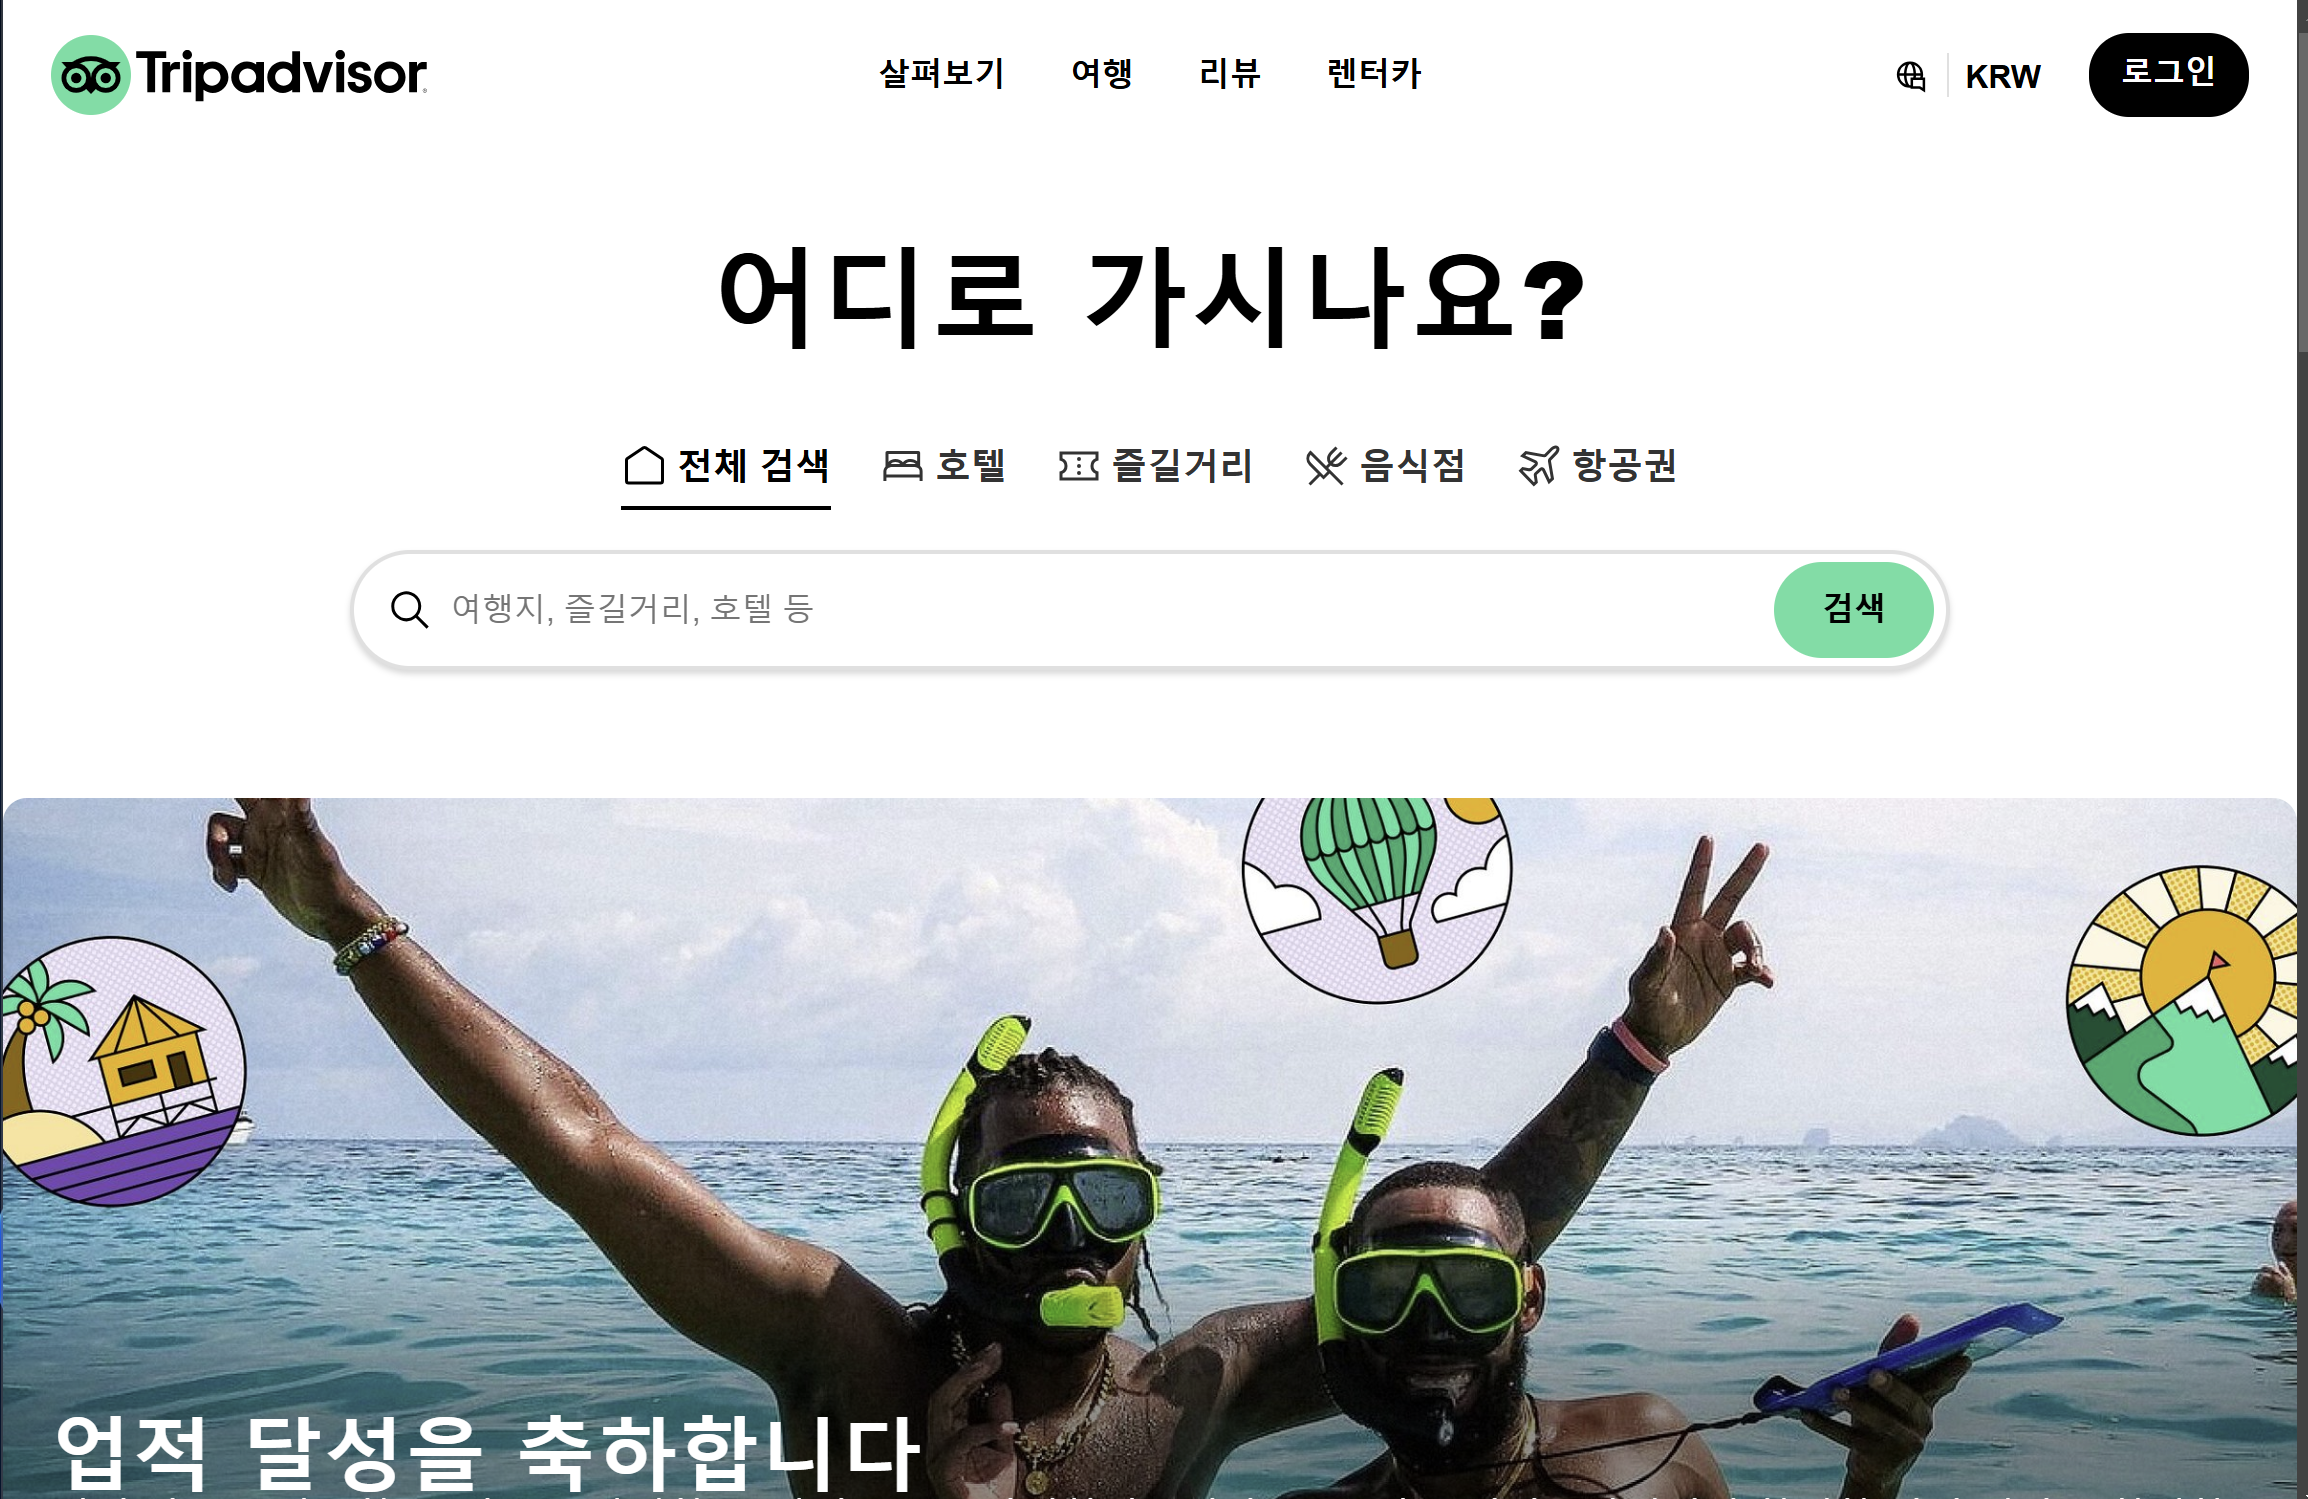 Tripadvisor
살펴보기 여행 리뷰 렌터카
KRW 로그인
어디로 가시나요?
전체 검색 호텔 즐길거리 음식점 항공권
여행지, 즐길거리, 호텔 등
검색
업적 달성을 축하합니다